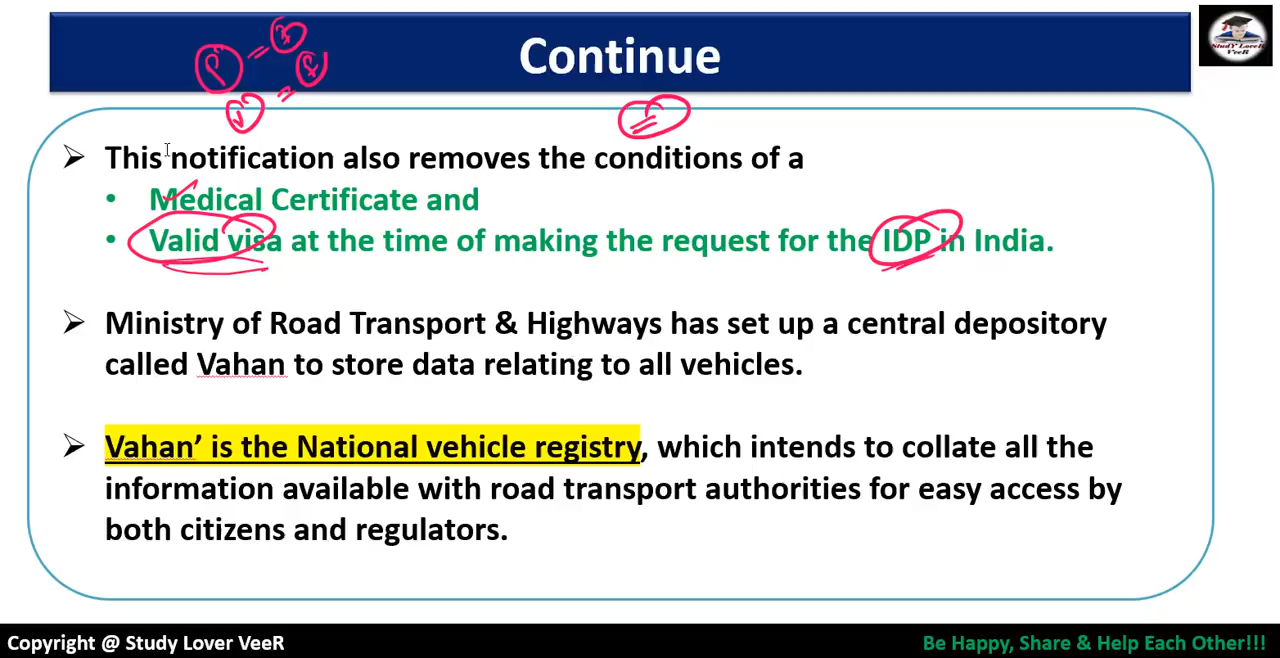 Continue
StudY LoveR
VeeR
➢ This notification also removes the conditions of a
• Medical Certificate and
• Valid visa at the time of making the request for the IDP in India.
➢ Ministry of Road Transport & Highways has set up a central depository
called Vahan to store data relating to all vehicles.
➢ Vahan’ is the National vehicle registry, which intends to collate all the
information available with road transport authorities for easy access by
both citizens and regulators.
Copyright @ Study Lover VeeR
Be Happy, Share & Help Each Other!!!